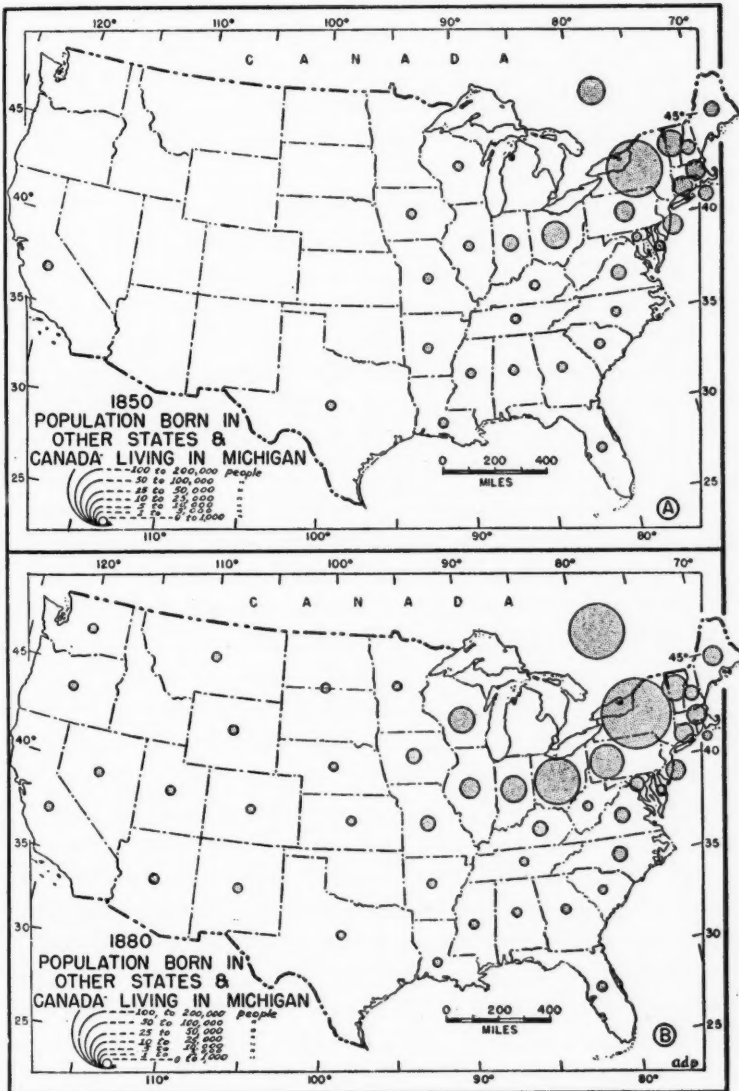 120° 110° 100° 90° 80° 70°
C A N A D A
45° 45°
40° 40°
35° 35°
30° 30°
25 25
1850
POPULATION BORN IN
OTHER STATES &
CANADA LIVING IN MICHIGAN
100 to 200,000 people
50 to 100,000 "
25 to 50,000 "
10 to 25,000 "
5 to 10,000 "
0 to 1,000 "
0 200 400
MILES
A
110° 100° 90° 80°
120° 110° 100° 90° 80° 70°
C A N A D A
45 45°
40° 40
35 35
30 30
25 25
1880
POPULATION BORN IN
OTHER STATES &
CANADA LIVING IN MICHIGAN
100, to 200,000 people
50 to 100,000 "
25 to 50,000 "
10 to 25,000 "
0 to 1,000 "
0 200 400
MILES
B
adp
110° 100° 90° 80°